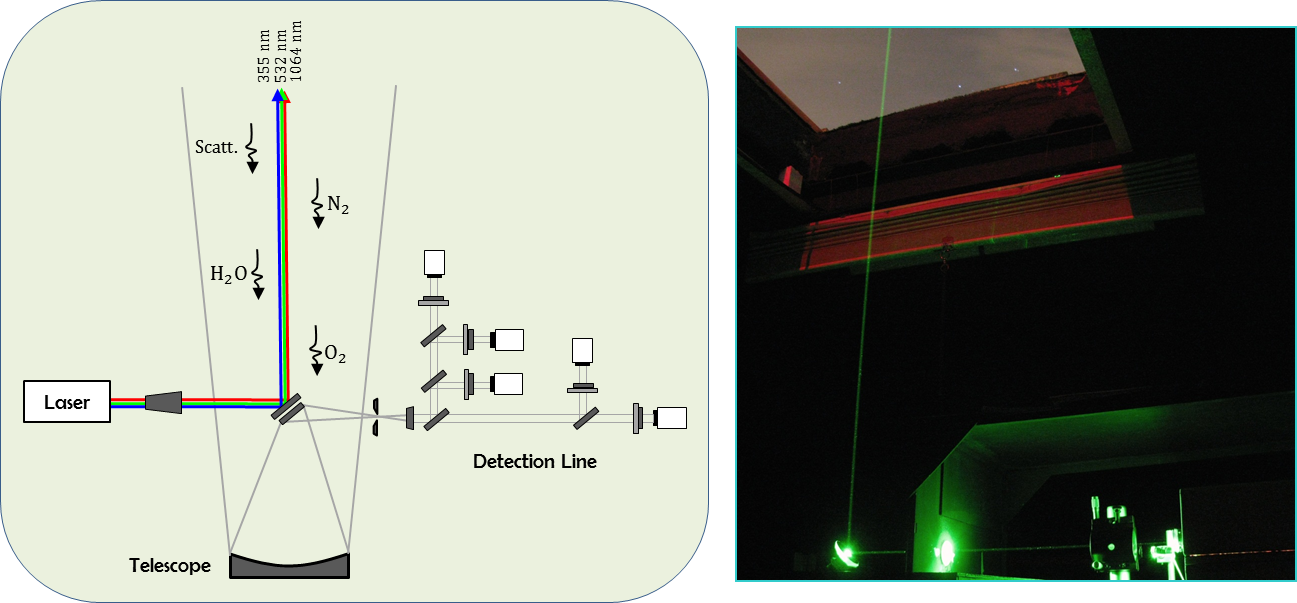 355 nm
532 nm
1064 nm
Scatt.
N₂
H₂O
O₂
Laser
Detection Line
Telescope